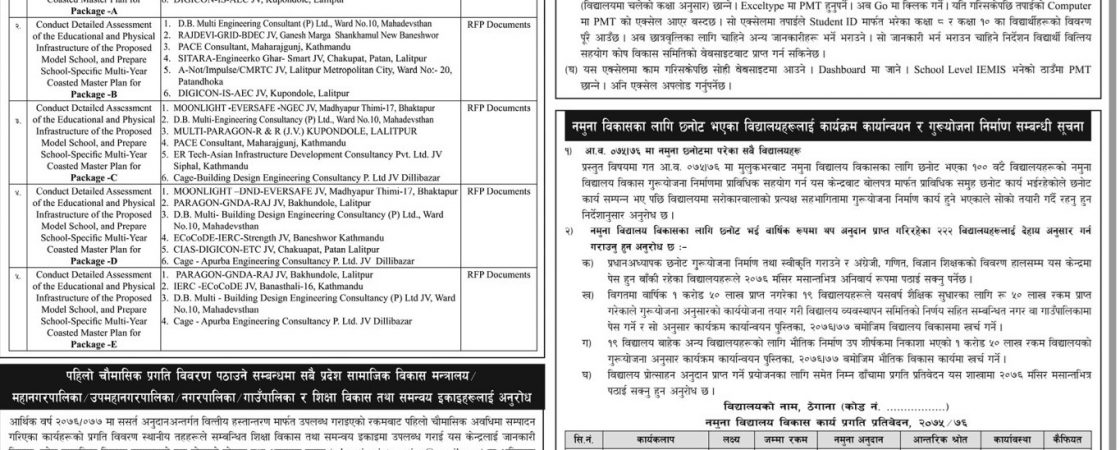 Coasted Master Plan for
Package -A
6. DIGICON-IS-AEC JV, Kupondole, Lalitpur
२.
Conduct Detailed Assessment
of the Educational and Physical
Infrastructure of the Proposed
Model School, and Prepare
School-Specific Multi-Year
Coasted Master Plan for
Package -B
1. D.B. Multi Engineering Consultant (P) Ltd., Ward No.10, Mahadevsthan
2. RAJDEVI-GRID-BDEC JV, Ganesh Marga Shankhamul New Baneshwor
3. PACE Consultant, Maharajgunj, Kathmandu
4. SITARA-Engineerko Ghar- Smart JV, Chakupat, Patan, Lalitpur
5. A-Not/Impulse/CMRTC JV, Lalitpur Metropolitan City, Ward No:- 20,
Patandhoka
6. DIGICON-IS-AEC JV, Kupondole, Lalitpur
RFP Documents
३.
Conduct Detailed Assessment
of the Educational and Physical
Infrastructure of the Proposed
Model School, and Prepare
School-Specific Multi-Year
Coasted Master Plan for
Package -C
1. MOONLIGHT -EVERSAFE -NGEC JV, Madhyapur Thimi-17, Bhaktapur
2. D.B. Multi-Engineering Consultant (P) Ltd., Ward No.10, Mahadevsthan
3. MULTI-PARAGON-R & R (J.V.) KUPONDOLE, LALITPUR
4. PACE Consultant, Maharajgunj, Kathmandu
5. ER Tech-Asian Infrastructure Development Consultancy Pvt. Ltd. JV
Siphal, Kathmandu
6. Cage-Building Design Engineering Consultancy P Ltd JV Dillibazar
RFP Documents
४.
Conduct Detailed Assessment
of the Educational and Physical
Infrastructure of the Proposed
Model School, and Prepare
School-Specific Multi-Year
Coasted Master Plan for
Package -D
1. MOONLIGHT –DND-EVERSAFE JV, Madhyapur Thimi-17, Bhaktapur
2. PARAGON-GNDA-RAJ JV, Bakhundole, Lalitpur
3. D.B. Multi- Building Design Engineering Consultancy (P) Ltd, Ward
No.10, Mahadevsthan
4. ECoCoDE-IERC-Strength JV, Baneshwor Kathmandu
5. CIAS-DIGICON-ETC JV, Chakuapat, Patan Lalitpur
6. Cage - Apurba Engineering Consultancy P. Ltd. JV Dillibazar
RFP Documents
५.
Conduct Detailed Assessment
of the Educational and Physical
Infrastructure of the Proposed
Model School, and Prepare
School-Specific Multi-Year
Coasted Master Plan for
Package -E
1. PARAGON-GNDA-RAJ JV, Bakhundole, Lalitpur
2. IERC -ECoCoDE JV, Banasthali-16, Kathmandu
3. D.B. Multi - Building Design Engineering Consultancy (P) Ltd JV, Ward
No.10, Mahadevsthan
4. Cage - Apurba Engineering Consultancy P. Ltd. JV Dillibazar
RFP Documents
पहिलो चौमासिक प्रगति विवरण पठाउने सम्बन्धमा सबै प्रदेश सामाजिक विकास मन्त्रालय/
महानगरपालिका/उपमहानगरपालिका/नगरपालिका/गाउँपालिका र शिक्षा विकास तथा समन्वय इकाइहरूलाई अनुरोध
आर्थिक वर्ष २०७६/०७७ मा ससर्त अनुदानअन्तर्गत वित्तीय हस्तान्तरण मार्फत उपलब्ध गराइएको रकमबाट पहिलो चौमासिक अवधिमा सम्पादन
गरिएका कार्यहरूको प्रगति विवरण स्थानीय तहहरूले सम्बन्धित शिक्षा विकास तथा समन्वय इकाइमा उपलब्ध गराई यस केन्द्रलाई जानकारी
(विद्यालयमा चलेको कक्षा अनुसार) छान्ने। Exceltype मा PMT हुनुपर्ने। अब Go मा क्लिक गर्ने। यति गरिसकेपछि तपाईको Computer
मा PMT को एक्सेल आएर बस्दछ। सो एक्सेलमा तपाईले Student ID मार्फत भरेका कक्षा ८ र कक्षा १० का विद्यार्थीहरूको विवरण
पूरै आउँछ। अब छात्रवृत्तिका लागि चाहिने अन्य जानकारीहरू भर्ने भराउने। सो जानकारी भर्न भराउन चाहिने निर्देशन विद्यार्थी वित्तिय
सहयोग कोष विकास समितिको वेवसाइटबाट प्राप्त गर्न सकिनेछ।
(घ) यस एक्सेलमा काम गरिसकेपछि सोही वेबसाइटमा आउने। Dashboard मा जाने। School Level IEMIS भनेको ठाउँमा PMT
छान्ने। अनि एक्सेल अपलोड गर्नुपर्नेछ।
नमुना विकासका लागि छनोट भएका विद्यालयहरूलाई कार्यक्रम कार्यान्वयन र गुरूयोजना निर्माण सम्बन्धी सूचना
१) आ.व. ०७५/७६ मा नमुना छनोटमा परेका सबै विद्यालयहरू
प्रस्तुत विषयमा गत आ.व. ०७५/७६ मा मुलुकभरबाट नमुना विद्यालय विकासका लागि छनोट भएका १०० वटै विद्यालयहरूको नमुना
विद्यालय विकास गुरूयोजना निर्माणमा प्राविधिक सहयोग गर्न यस केन्द्रबाट बोलपत्र मार्फत प्राविधिक समूह छनोट कार्य भईरहेकोले छनोट
कार्य सम्पन्न भए पछि विद्यालयमा सरोकारवालाको प्रत्यक्ष सहभागितामा गुरूयोजना निर्माण कार्य हुने भएकाले सोको तयारी गर्दै रहनु हुन
निर्देशानुसार अनुरोध छ।
२) नमुना विद्यालय विकासका लागि छनोट भई वार्षिक रूपमा थप अनुदान प्राप्त गरिरहेका २२२ विद्यालयहरूलाई देहाय अनुसार गर्न
गराउनु हुन अनुरोध छ :-
क) प्रधानअध्यापक छनोट गुरूयोजना निर्माण तथा स्वीकृति गराउने र अंग्रेजी, गणित, विज्ञान शिक्षकको विवरण हालसम्म यस केन्द्रमा
पेस हुन बाँकी रहेका विद्यालयहरूले २०७६ मंसिर मसान्तभित्र अनिवार्य रूपमा पठाई सक्नु पर्नेछ।
ख) विगतमा वार्षिक १ करोड ५० लाख प्राप्त नगरेका १९ विद्यालयहरूले यसवर्ष शैक्षिक सुधारका लागि रू ५० लाख रकम प्राप्त
गरेकाले गुरूयोजना अनुसारको कार्ययोजना तयार गरी विद्यालय व्यवस्थापन समितिको निर्णय सहित सम्बन्धित नगर वा गाउँपालिकामा
पेस गर्ने र सो अनुसार कार्यक्रम कार्यान्वयन पुस्तिका, २०७६/७७ बमोजिम विद्यालय विकासमा खर्च गर्ने।
ग) १९ विद्यालय बाहेक अन्य विद्यालयहरूको लागि भौतिक निर्माण उप शीर्षकमा निकाशा भएको १ करोड ५० लाख रकम विद्यालयको
गुरूयोजना अनुसार कार्यक्रम कार्यान्वयन पुस्तिका, २०७६/७७ बमोजिम भौतिक विकास कार्यमा खर्च गर्ने।
घ) विद्यालय प्रोत्साहन अनुदान प्राप्त गर्ने प्रयोजनका लागि समेत निम्न ढाँचामा प्रगति प्रतिवेदन यस शाखामा २०७६ मंसिर मसान्तभित्र
पठाई सक्नु हुन अनुरोध छ।
विद्यालयको नाम, ठेगाना (कोड नं. ..................)
नमुना विद्यालय विकास कार्य प्रगति प्रतिवेदन, २०७५/७६
सि.नं. कार्यकलाप लक्ष्य जम्मा रकम नमुना अनुदान आन्तरिक श्रोत कार्यावस्था कैफियत